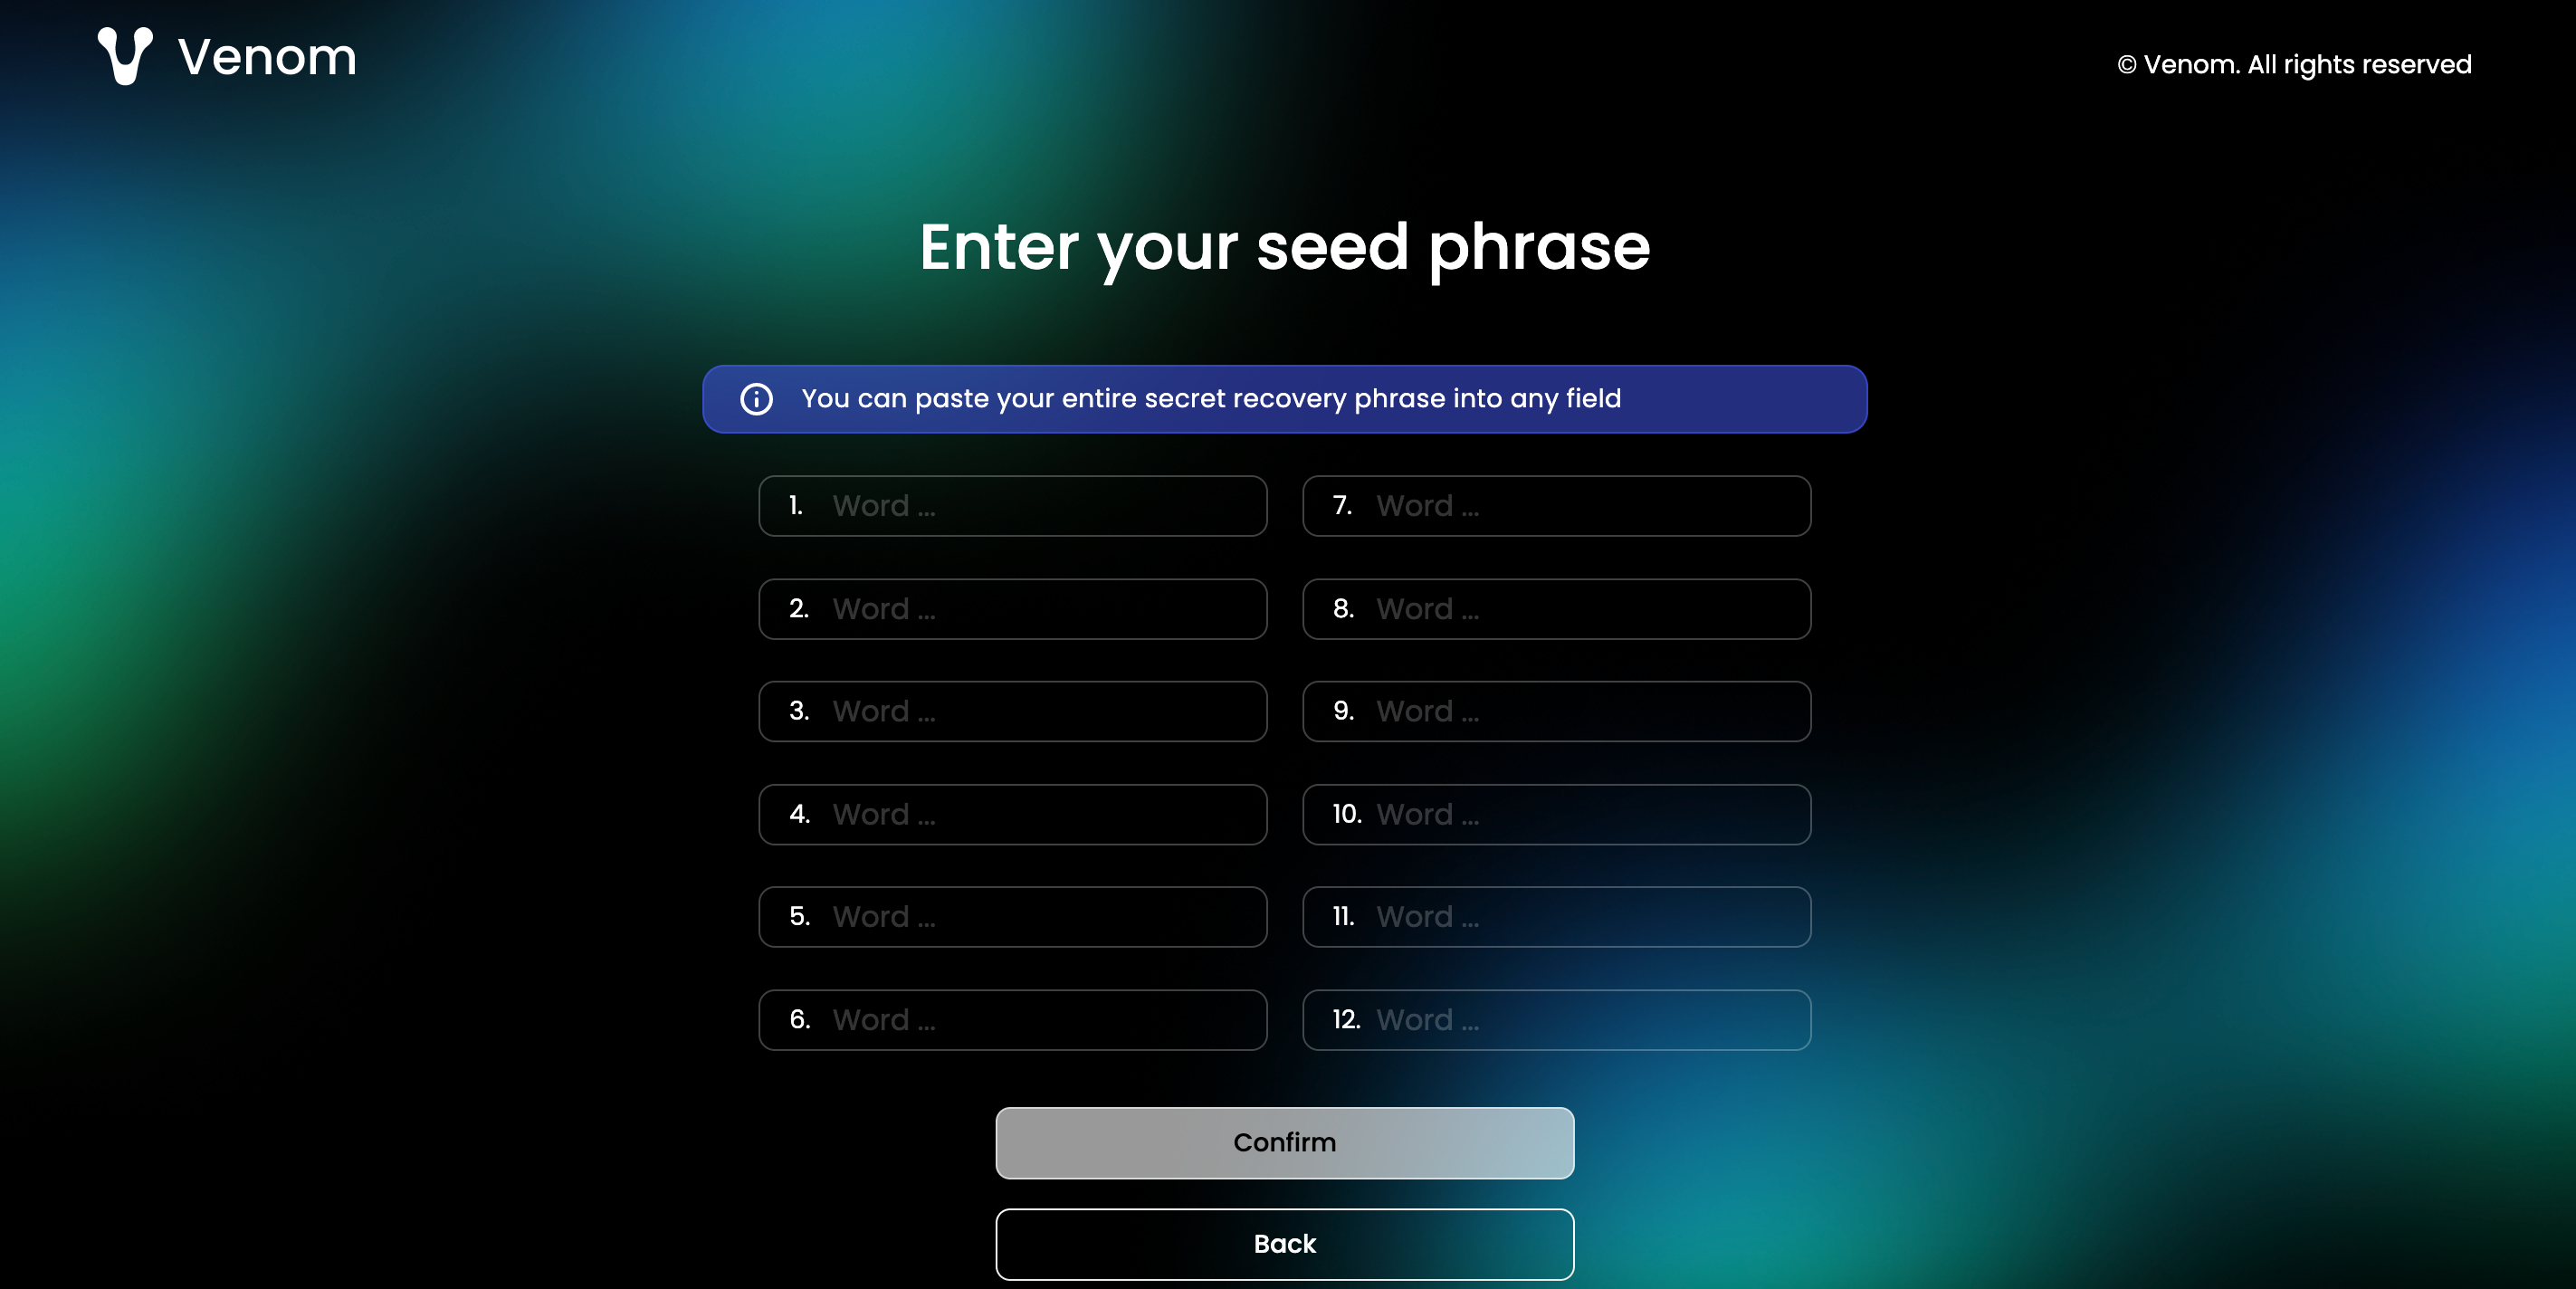 Venom
© Venom. All rights reserved
Enter your seed phrase
You can paste your entire secret recovery phrase into any field
1. Word ...
2. Word ...
3. Word ...
4. Word ...
5. Word ...
6. Word ...
7. Word ...
8. Word ...
9. Word ...
10. Word ...
11. Word ...
12. Word ...
Confirm
Back